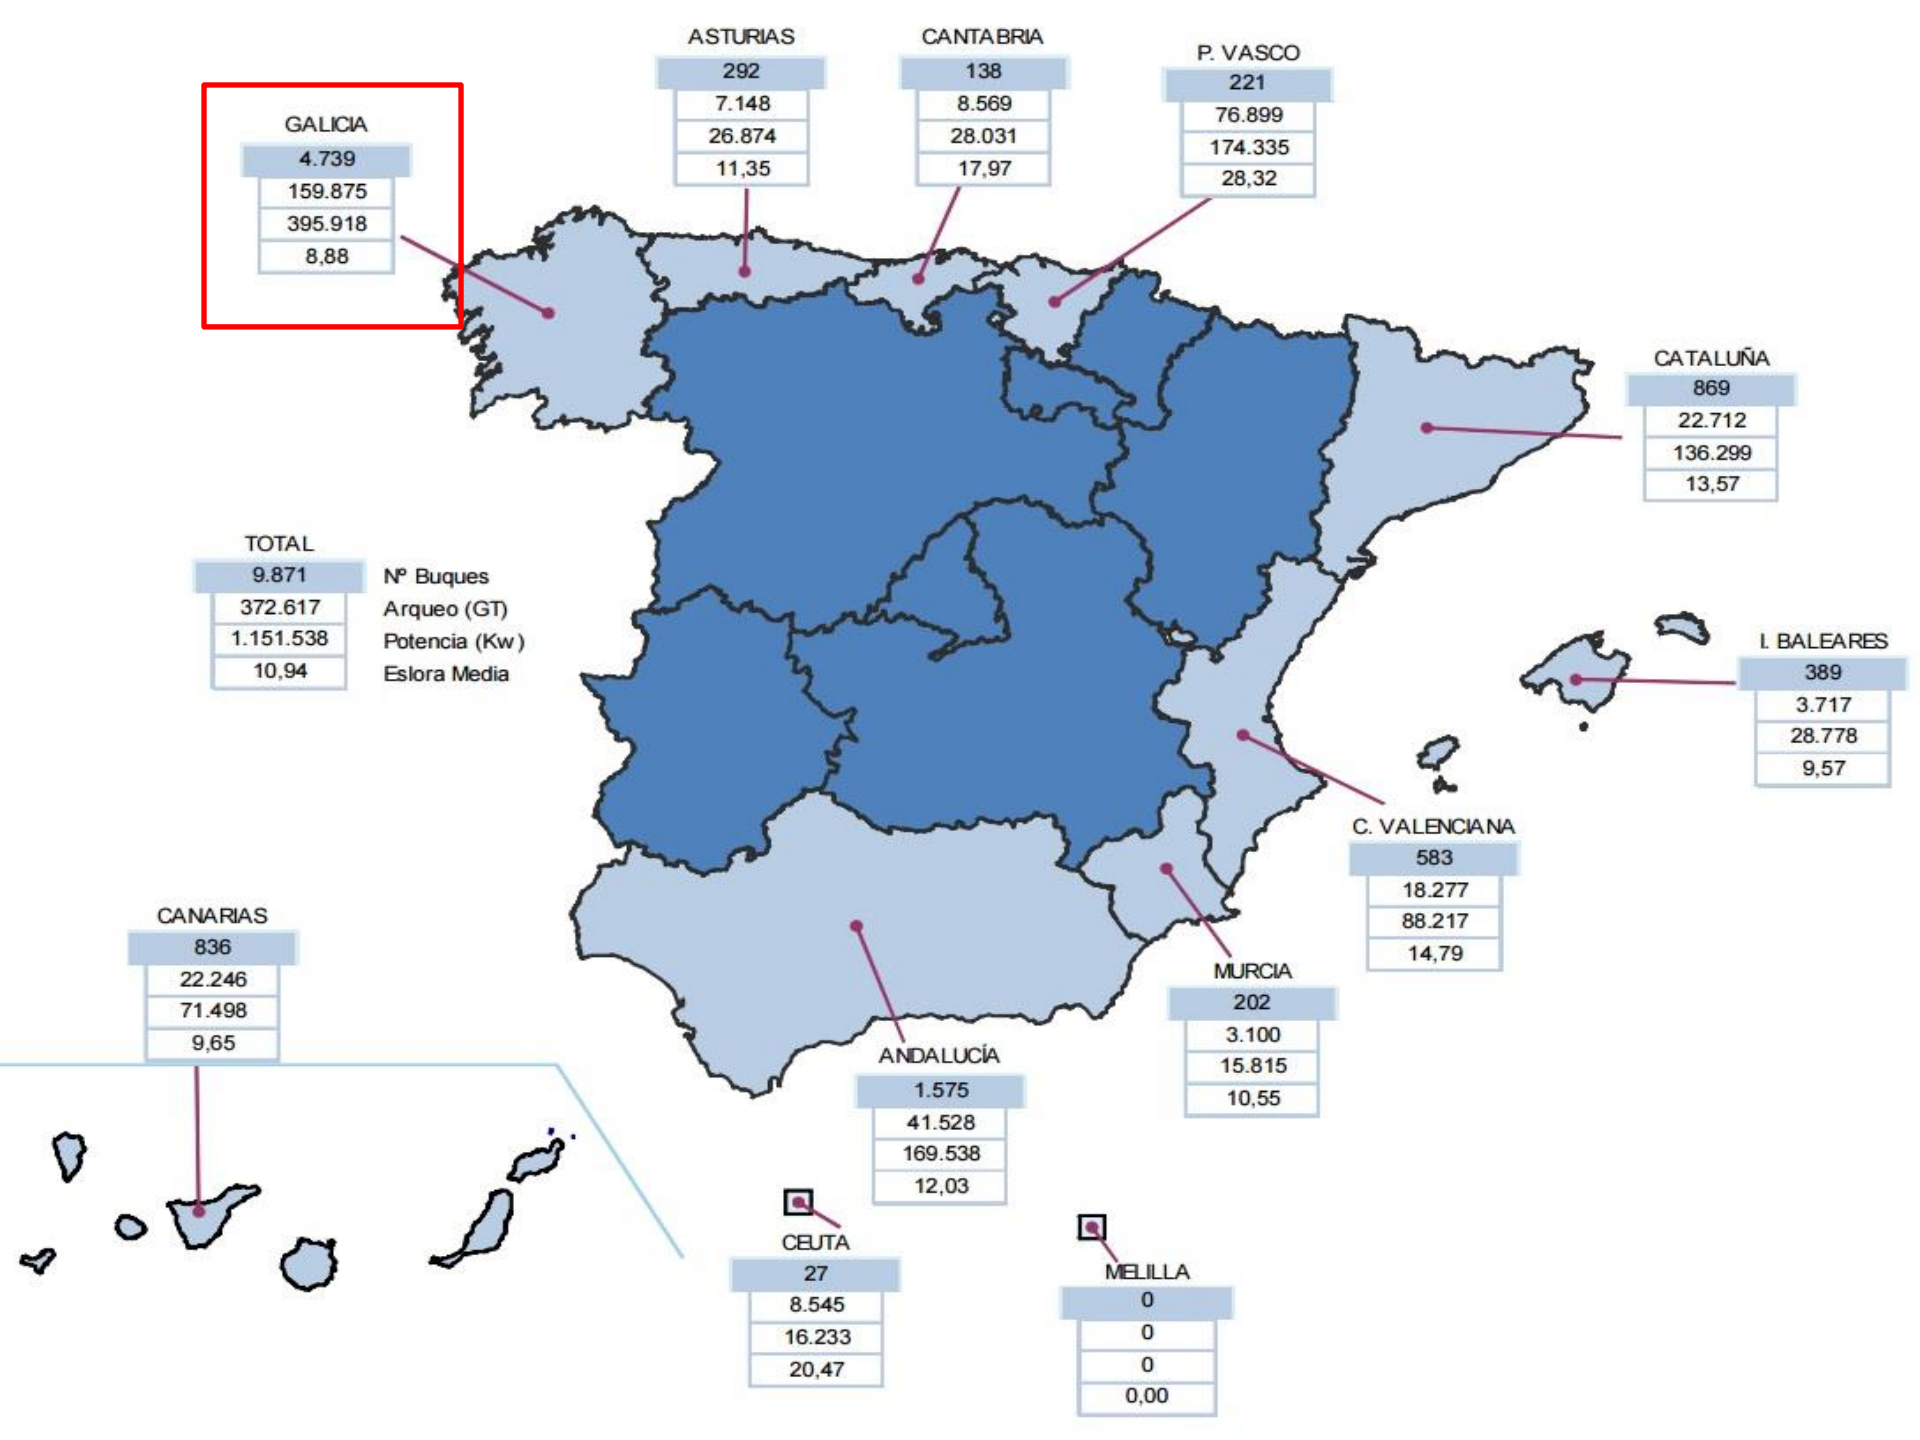 ASTURIAS
292
7.148
26.874
11,35
CANTABRIA
138
8.569
28.031
17,97
P. VASCO
221
76.899
174.335
28,32
GALICIA
4.739
159.875
395.918
8,88
CATALUÑA
869
22.712
136.299
13,57
TOTAL
9.871 Nº Buques
372.617 Arqueo (GT)
1.151.538 Potencia (Kw)
10,94 Eslora Media
I. BALEARES
389
3.717
28.778
9,57
C. VALENCIANA
583
18.277
88.217
14,79
CANARIAS
836
22.246
71.498
9,65
MURCIA
202
3.100
15.815
10,55
ANDALUCÍA
1.575
41.528
169.538
12,03
CEUTA
27
8.545
16.233
20,47
MELILLA
0
0
0
0,00